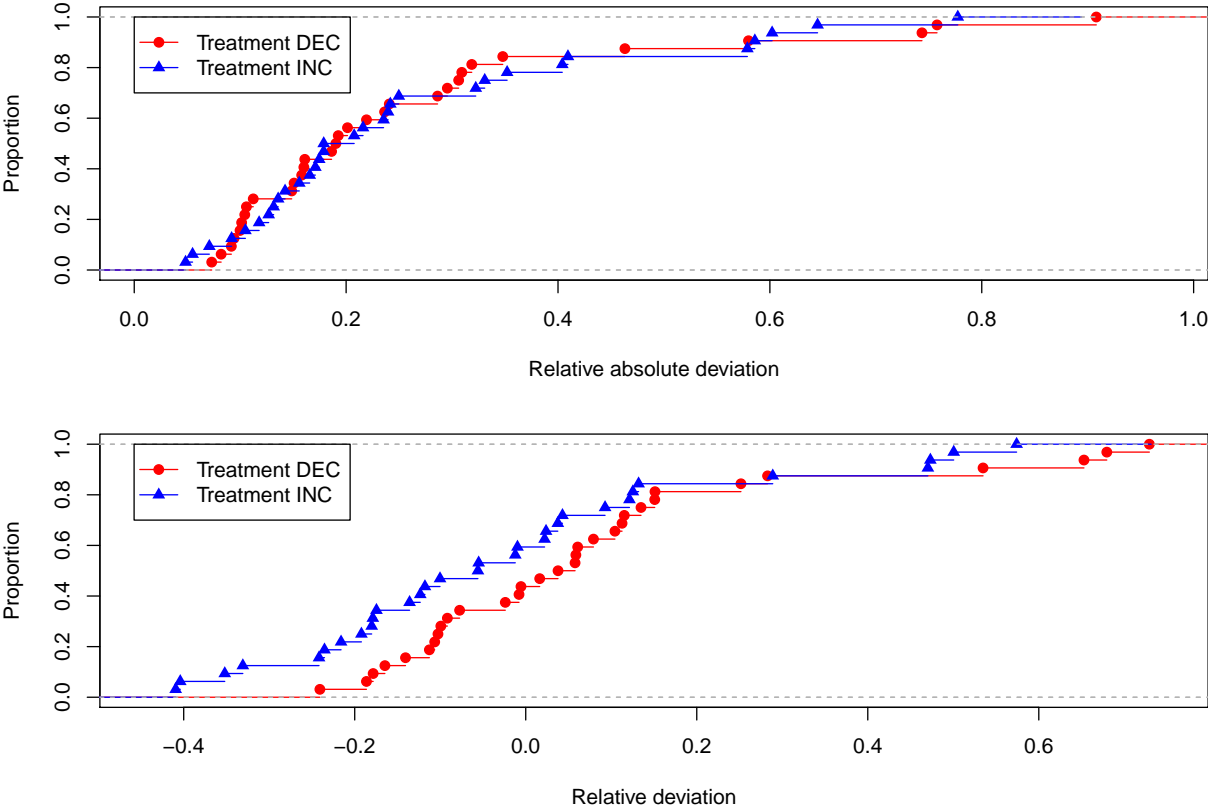 Treatment DEC
Treatment INC
Proportion
0.0 0.2 0.4 0.6 0.8 1.0
0.0 0.2 0.4 0.6 0.8 1.0
Relative absolute deviation
Treatment DEC
Treatment INC
Proportion
0.0 0.2 0.4 0.6 0.8 1.0
−0.4 −0.2 0.0 0.2 0.4 0.6
Relative deviation